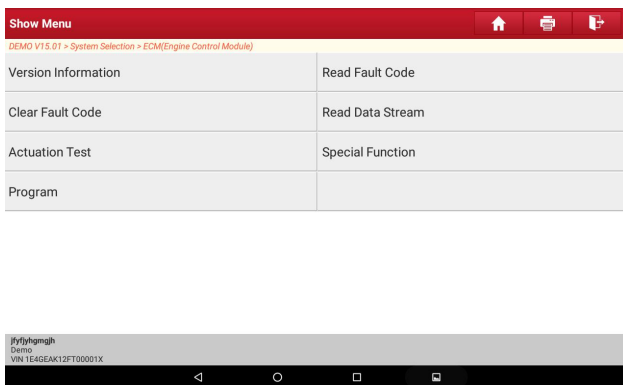 Show Menu
DEMO V15.01 > System Selection > ECM(Engine Control Module)
Version Information
Read Fault Code
Clear Fault Code
Read Data Stream
Actuation Test
Special Function
Program
jfyfjyhgmgjh
Demo
VIN 1E4GEAK12FT00001X